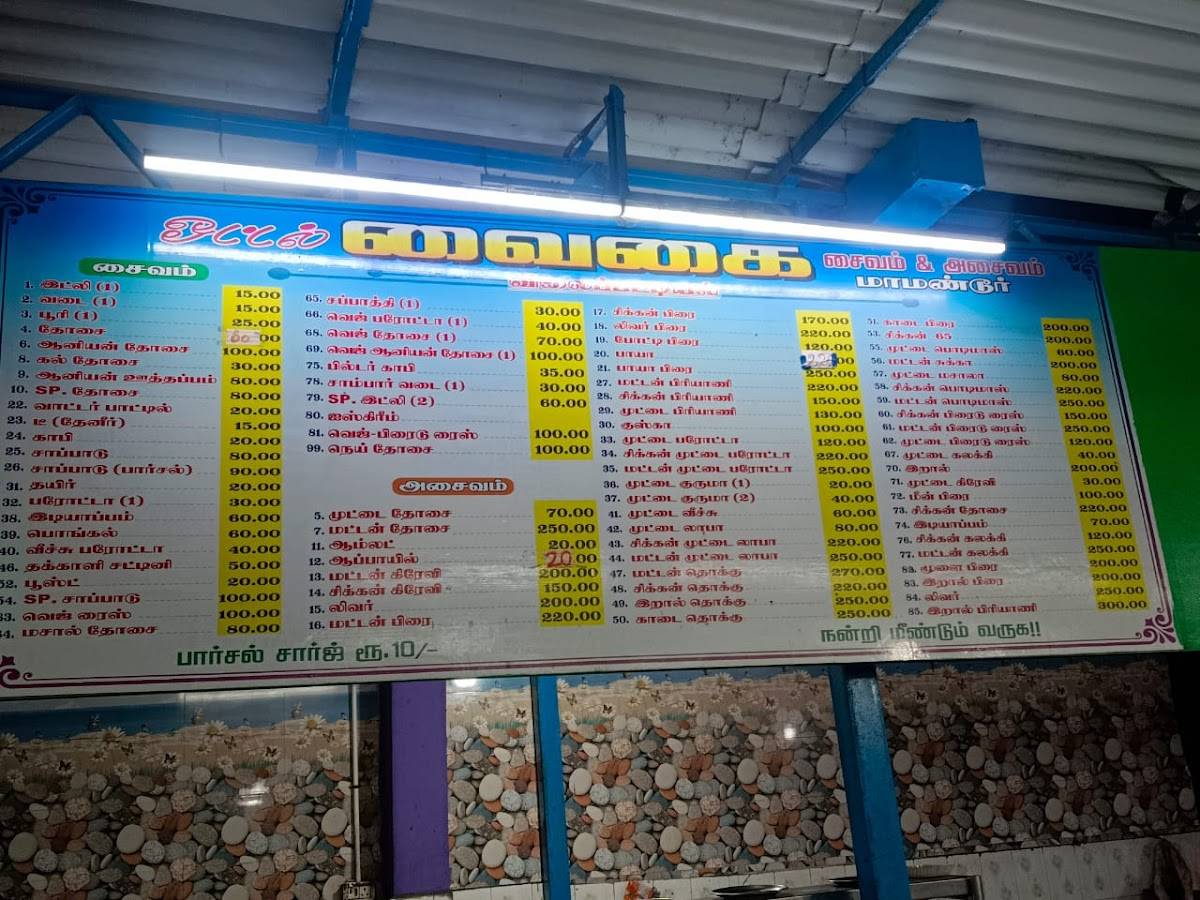 ஓட்டல் வைகை சைவம் & அசைவம்
மாமண்டூர்
சைவம்
1. இட்லி (1) 15.00
2. வடை (1) 15.00
3. பூரி (1) 25.00
4. தோசை
6. ஆனியன் தோசை 100.00
8. கல் தோசை 30.00
9. ஆனியன் ஊத்தப்பம் 80.00
10. SP. தோசை 80.00
22. வாட்டர் பாட்டில் 20.00
23. டீ (தேனீர்) 15.00
24. காபி 20.00
25. சாப்பாடு 80.00
26. சாப்பாடு (பார்சல்) 90.00
31. தயிர் 20.00
32. பரோட்டா (1) 30.00
38. இடியாப்பம் 60.00
39. பொங்கல் 60.00
40. வீச்சு பரோட்டா 40.00
46. தக்காளி சட்டினி 50.00
52. பூஸ்ட் 20.00
54. SP. சாப்பாடு 100.00
63. வெஜ் ரைஸ் 100.00
64. மசால் தோசை 80.00
65. சப்பாத்தி (1) 30.00
66. வெஜ் பரோட்டா (1) 40.00
68. வெஜ் தோசை (1) 70.00
69. வெஜ் ஆனியன் தோசை (1) 100.00
75. பில்டர் காபி 35.00
78. சாம்பார் வடை (1) 30.00
79. SP. இட்லி (2) 60.00
80. ஐஸ்கிரீம்
81. வெஜ்-பிரைடு ரைஸ் 100.00
99. நெய் தோசை 100.00
அசைவம்
5. முட்டை தோசை 70.00
7. மட்டன் தோசை 250.00
11. ஆம்லட் 20.00
12. ஆப்பாயில் 20.00
13. மட்டன் கிரேவி 200.00
14. சிக்கன் கிரேவி 150.00
15. லிவர் 200.00
16. மட்டன் பிரை 220.00
17. சிக்கன் பிரை 170.00
18. லிவர் பிரை 220.00
19. போட்டி பிரை 120.00
20. பாயா
21. பாயா பிரை 250.00
27. மட்டன் பிரியாணி 220.00
28. சிக்கன் பிரியாணி 150.00
29. முட்டை பிரியாணி 130.00
30. குஸ்கா 100.00
33. முட்டை பரோட்டா 120.00
34. சிக்கன் முட்டை பரோட்டா 220.00
35. மட்டன் முட்டை பரோட்டா 250.00
36. முட்டை குருமா (1) 20.00
37. முட்டை குருமா (2) 40.00
41. முட்டை வீச்சு 60.00
42. முட்டை லாபா 80.00
43. சிக்கன் முட்டை லாபா 220.00
44. மட்டன் முட்டை லாபா 250.00
47. மட்டன் தொக்கு 270.00
48. சிக்கன் தொக்கு 220.00
49. இறால் தொக்கு 250.00
50. காடை தொக்கு 250.00
51. காடை பிரை 200.00
53. சிக்கன் 65 200.00
55. முட்டை பொடிமாஸ் 60.00
56. மட்டன் சுக்கா 200.00
57. முட்டை மசாலா 80.00
58. சிக்கன் பொடிமாஸ் 220.00
59. மட்டன் பொடிமாஸ் 250.00
60. சிக்கன் பிரைடு ரைஸ் 150.00
61. மட்டன் பிரைடு ரைஸ் 250.00
62. முட்டை பிரைடு ரைஸ் 120.00
67. முட்டை கலக்கி 40.00
70. இறால் 200.00
71. முட்டை கிரேவி 30.00
72. மீன் பிரை 100.00
73. சிக்கன் தோசை 220.00
74. இடியாப்பம் 70.00
76. சிக்கன் கலக்கி 120.00
77. மட்டன் கலக்கி 250.00
82. மூளை பிரை 200.00
83. இறால் பிரை 250.00
84. லிவர் 200.00
85. இறால் பிரியாணி 300.00
பார்சல் சார்ஜ் ரூ.10/-
நன்றி மீண்டும் வருக!!